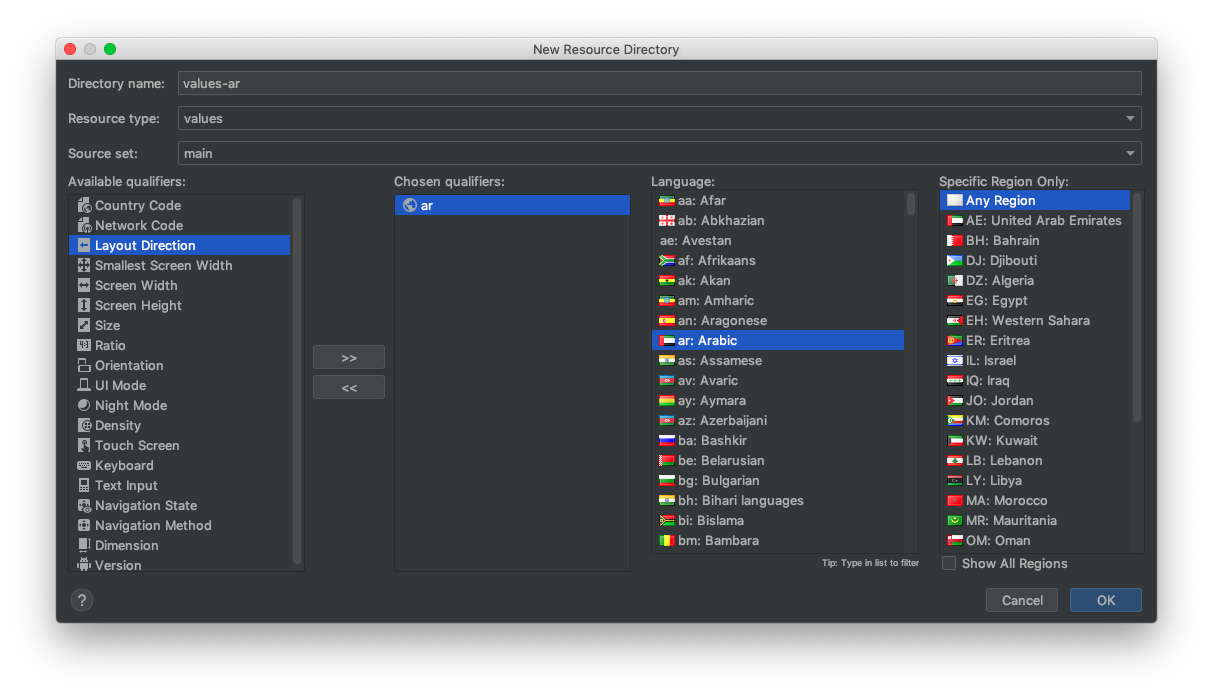 New Resource Directory
Directory name: values-ar
Resource type: values
Source set: main
Available qualifiers:
Country Code
Network Code
Layout Direction
Smallest Screen Width
Screen Width
Screen Height
Size
Ratio
Orientation
UI Mode
Night Mode
Density
Touch Screen
Keyboard
Text Input
Navigation State
Navigation Method
Dimension
Version
>>
<<
Chosen qualifiers:
ar
Language:
aa: Afar
ab: Abkhazian
ae: Avestan
af: Afrikaans
ak: Akan
am: Amharic
an: Aragonese
ar: Arabic
as: Assamese
av: Avaric
ay: Aymara
az: Azerbaijani
ba: Bashkir
be: Belarusian
bg: Bulgarian
bh: Bihari languages
bi: Bislama
bm: Bambara
Tip: Type in list to filter
Specific Region Only:
Any Region
AE: United Arab Emirates
BH: Bahrain
DJ: Djibouti
DZ: Algeria
EG: Egypt
EH: Western Sahara
ER: Eritrea
IL: Israel
IQ: Iraq
JO: Jordan
KM: Comoros
KW: Kuwait
LB: Lebanon
LY: Libya
MA: Morocco
MR: Mauritania
OM: Oman
Show All Regions
?
Cancel
OK